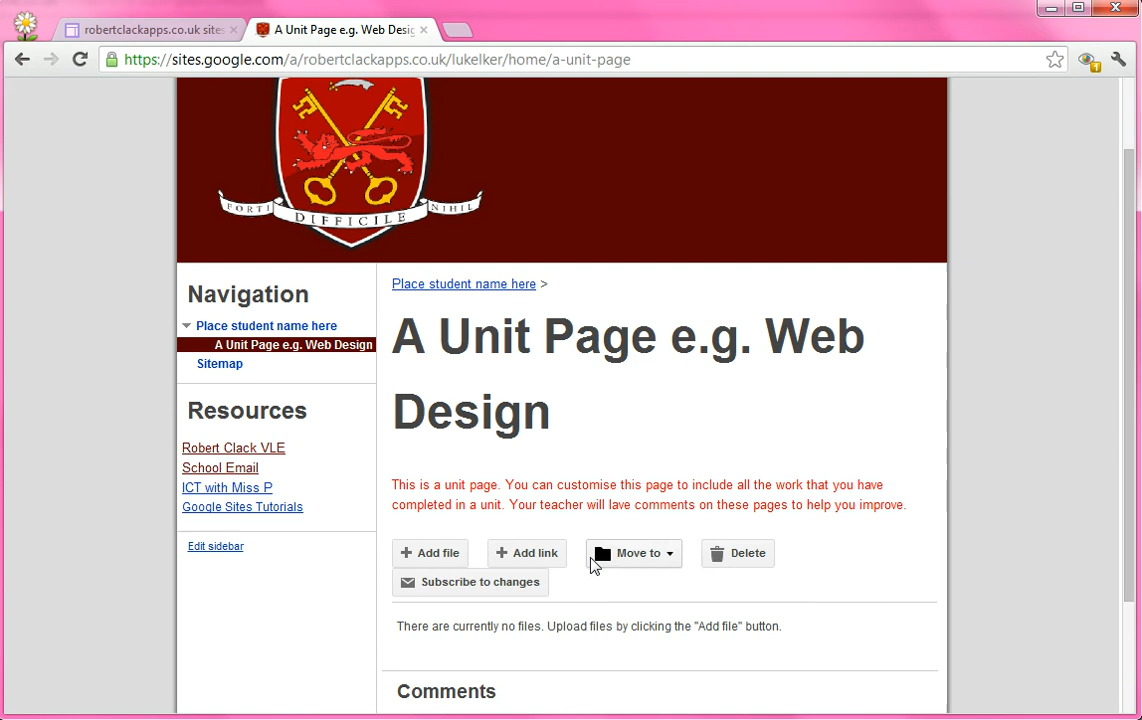 robertclackapps.co.uk sites
A Unit Page e.g. Web Desig
https://sites.google.com/a/robertclackapps.co.uk/lukelker/home/a-unit-page
1
FORTI DIFFICILE NIHIL
Navigation
Place student name here
A Unit Page e.g. Web Design
Sitemap
Resources
Robert Clack VLE
School Email
ICT with Miss P
Google Sites Tutorials
Edit sidebar
Place student name here >
A Unit Page e.g. Web
Design
This is a unit page. You can customise this page to include all the work that you have
completed in a unit. Your teacher will lave comments on these pages to help you improve.
+ Add file + Add link Move to Delete
Subscribe to changes
There are currently no files. Upload files by clicking the "Add file" button.
Comments